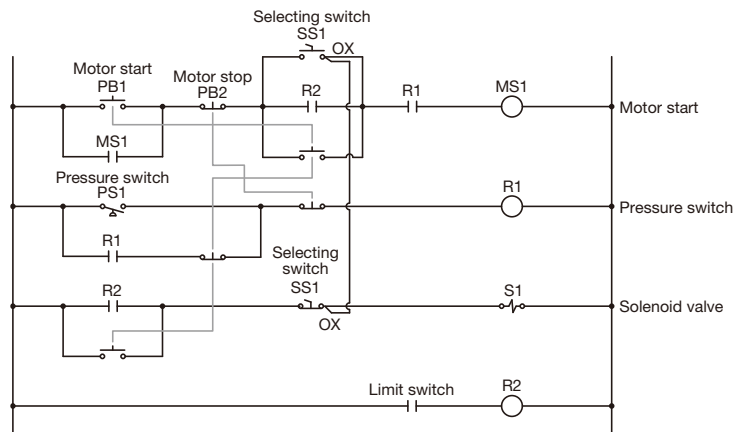 Selecting switch
SS1
OX
Motor start
PB1
Motor stop
PB2
R2
R1
MS1
Motor start
MS1
Pressure switch
PS1
R1
Pressure switch
R1
Selecting
switch
SS1
R2
S1
Solenoid valve
OX
Limit switch
R2